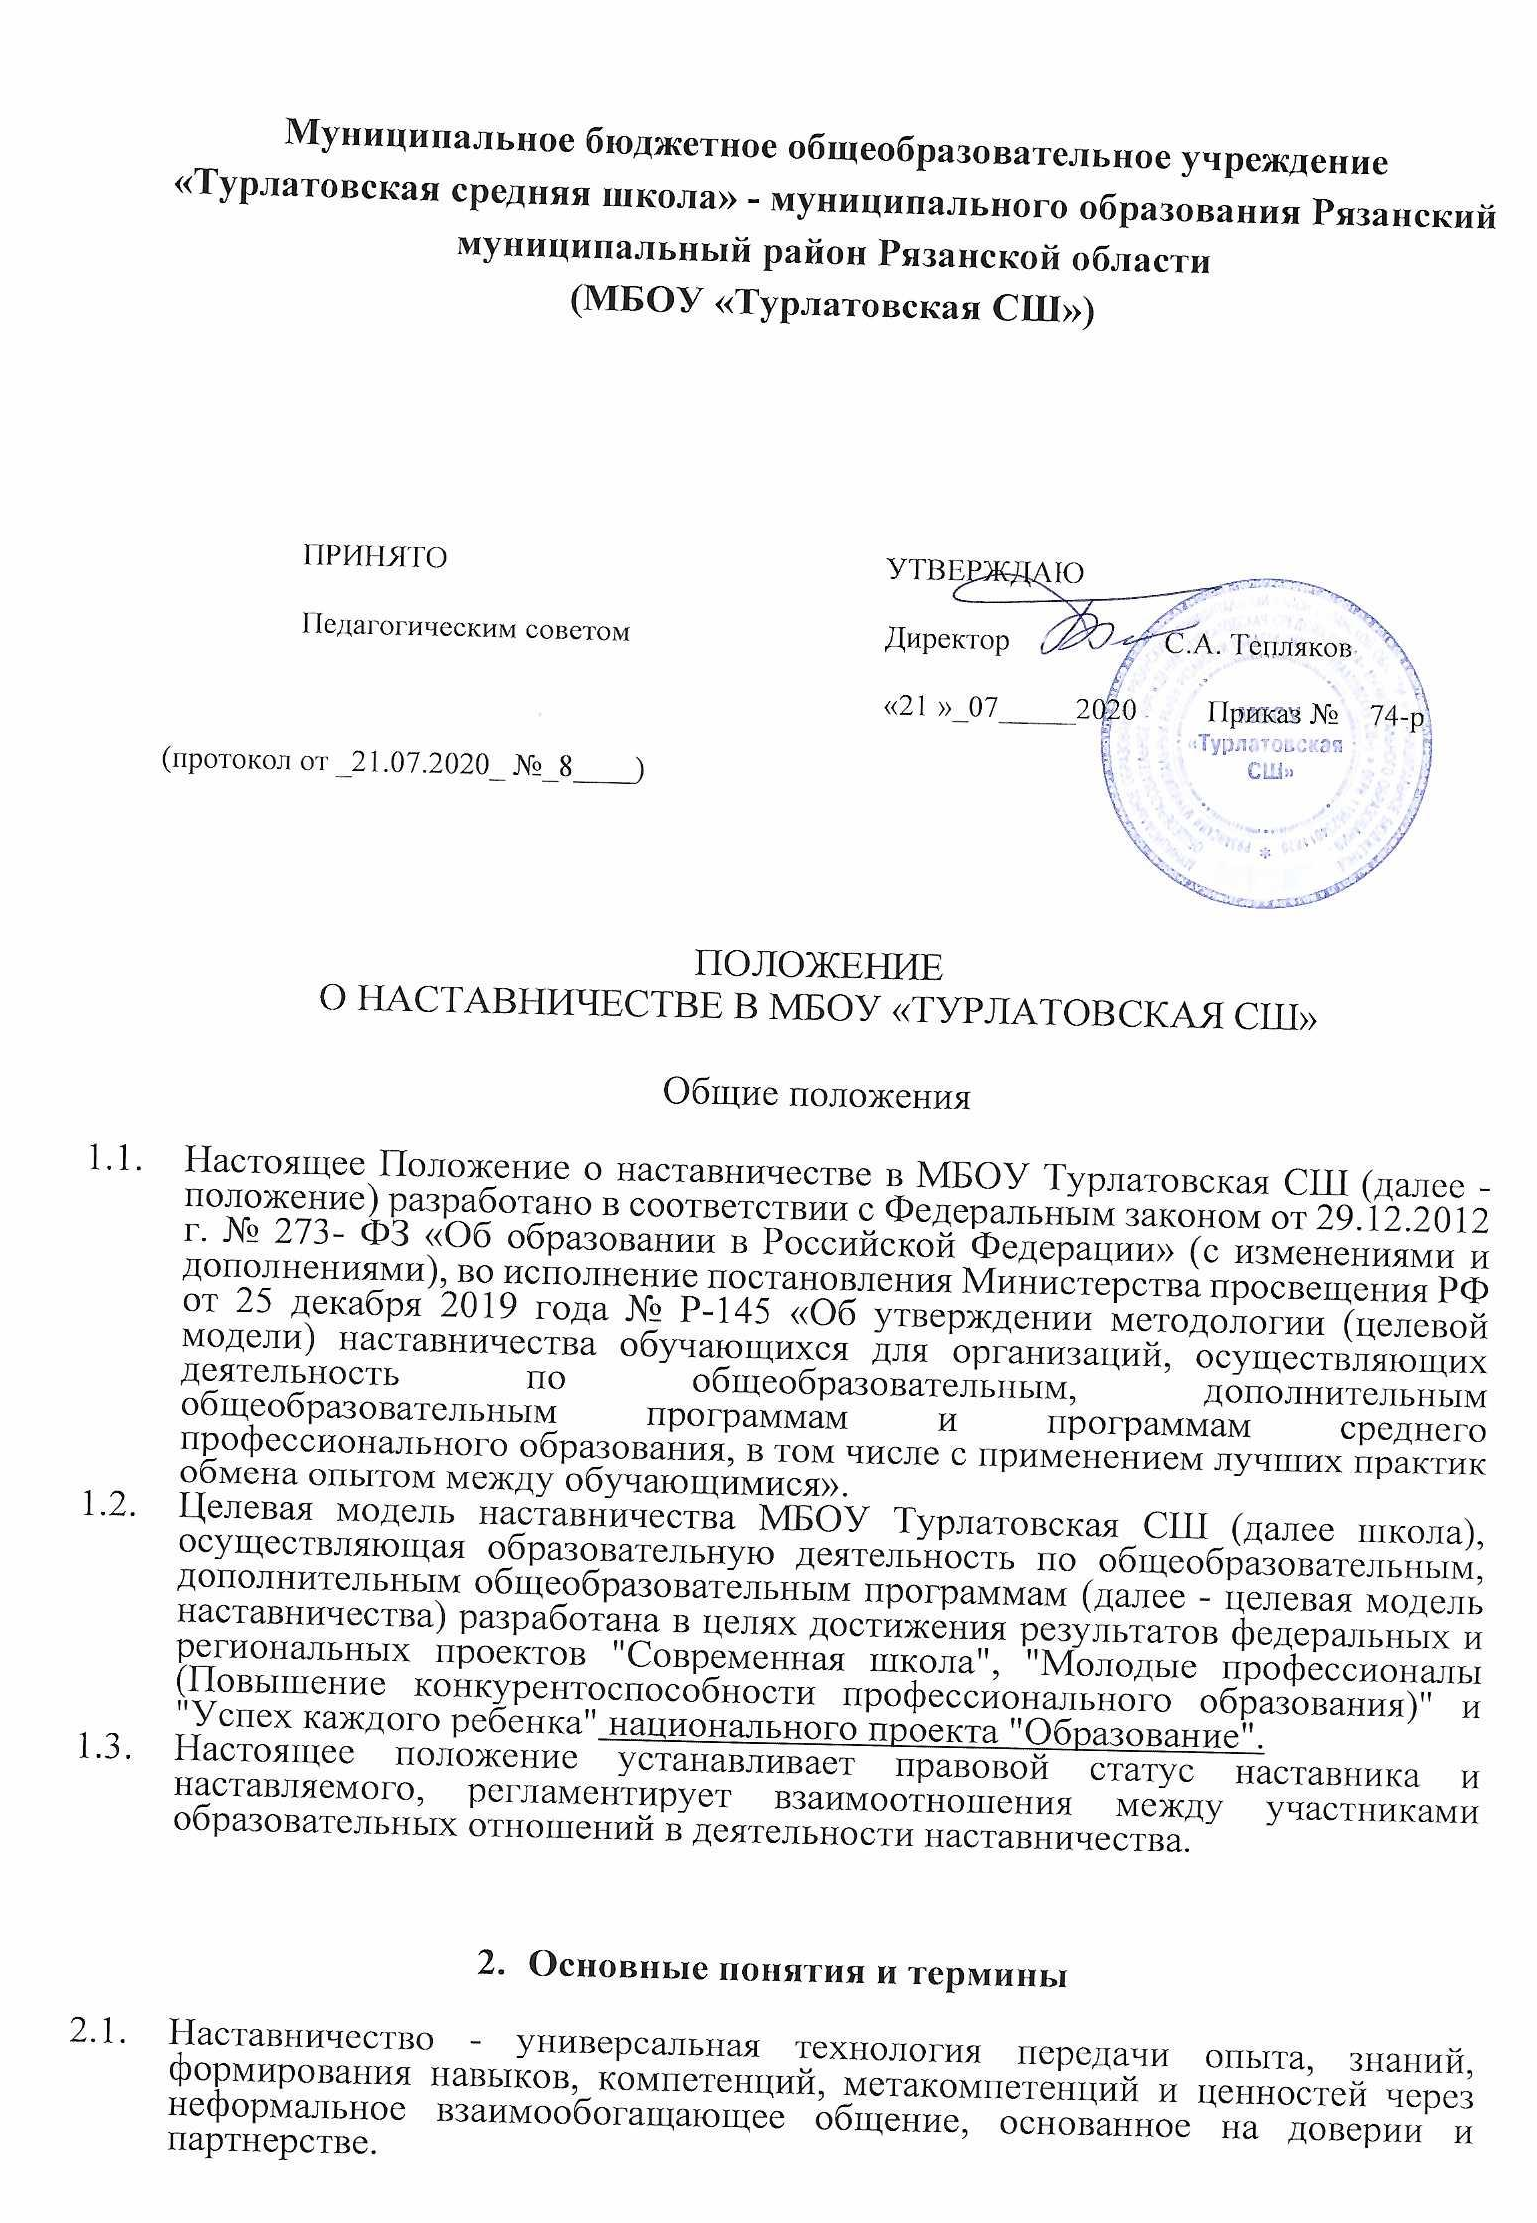 Муниципальное бюджетное общеобразовательное учреждение
«Турлатовская средняя школа» - муниципального образования Рязанский
муниципальный район Рязанской области
(МБОУ «Турлатовская СШ»)
ПРИНЯТО
Педагогическим советом
(протокол от _21.07.2020_ №_8____)
УТВЕРЖДАЮ
Директор С.А. Тепляков
«21 »_07_____2020 Приказ № 74-р
МБОУ
«Турлатовская
СШ»
ПОЛОЖЕНИЕ
О НАСТАВНИЧЕСТВЕ В МБОУ «ТУРЛАТОВСКАЯ СШ»
Общие положения
1.1. Настоящее Положение о наставничестве в МБОУ Турлатовская СШ (далее -
положение) разработано в соответствии с Федеральным законом от 29.12.2012
г. № 273- ФЗ «Об образовании в Российской Федерации» (с изменениями и
дополнениями), во исполнение постановления Министерства просвещения РФ
от 25 декабря 2019 года № Р-145 «Об утверждении методологии (целевой
модели) наставничества обучающихся для организаций, осуществляющих
деятельность по общеобразовательным, дополнительным
общеобразовательным программам и программам среднего
профессионального образования, в том числе с применением лучших практик
обмена опытом между обучающимися».
1.2. Целевая модель наставничества МБОУ Турлатовская СШ (далее школа),
осуществляющая образовательную деятельность по общеобразовательным,
дополнительным общеобразовательным программам (далее - целевая модель
наставничества) разработана в целях достижения результатов федеральных и
региональных проектов "Современная школа", "Молодые профессионалы
(Повышение конкурентоспособности профессионального образования)" и
"Успех каждого ребенка" национального проекта "Образование".
1.3. Настоящее положение устанавливает правовой статус наставника и
наставляемого, регламентирует взаимоотношения между участниками
образовательных отношений в деятельности наставничества.
2. Основные понятия и термины
2.1. Наставничество - универсальная технология передачи опыта, знаний,
формирования навыков, компетенций, метакомпетенций и ценностей через
неформальное взаимообогащающее общение, основанное на доверии и
партнерстве.